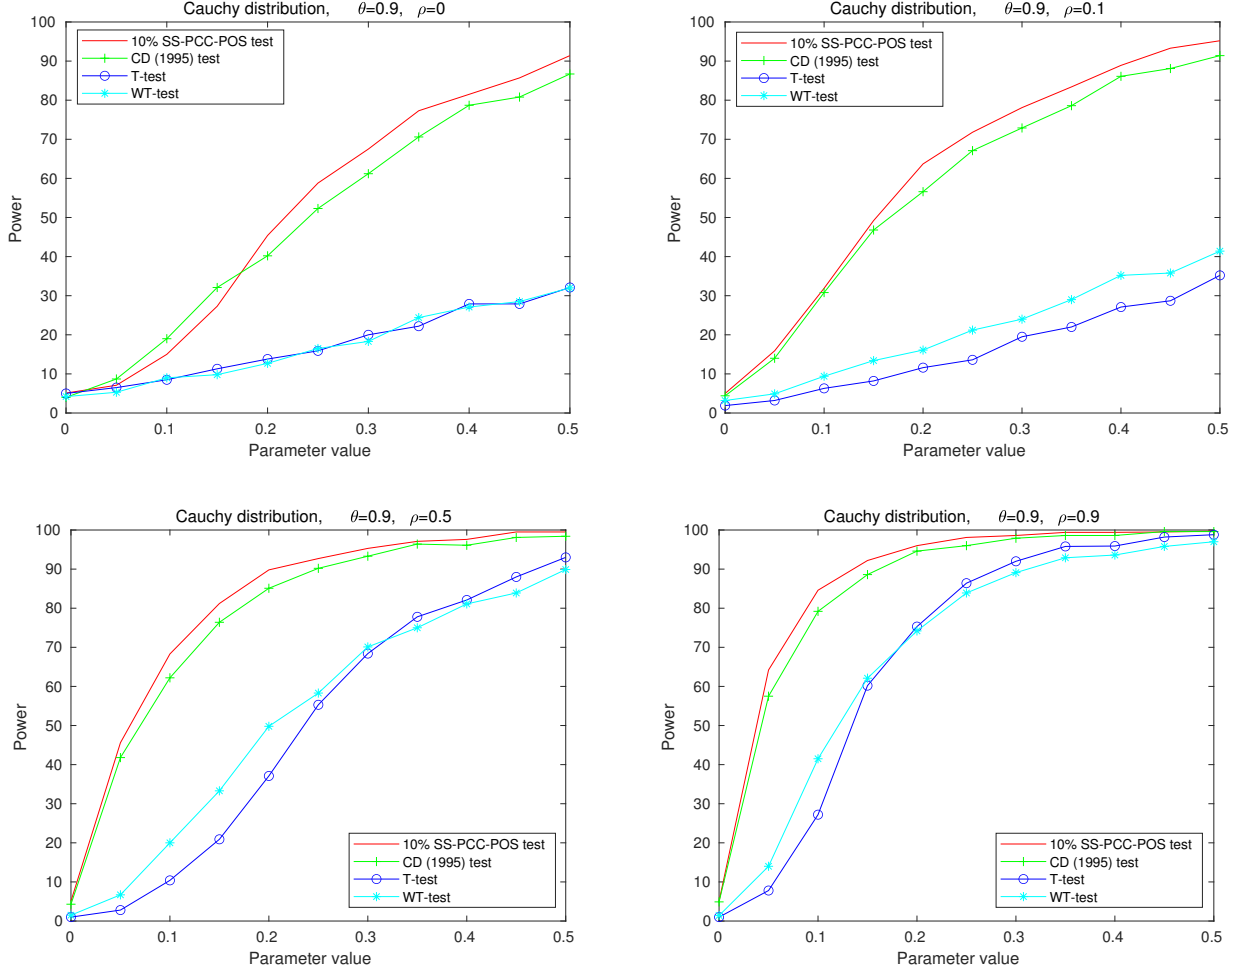 Cauchy distribution, θ=0.9, ρ=0
100
90
80
70
60
50
40
30
20
10
0
Power
10% SS-PCC-POS test
CD (1995) test
T-test
WT-test
0 0.1 0.2 0.3 0.4 0.5
Parameter value
Cauchy distribution, θ=0.9, ρ=0.1
100
90
80
70
60
50
40
30
20
10
0
Power
10% SS-PCC-POS test
CD (1995) test
T-test
WT-test
0 0.1 0.2 0.3 0.4 0.5
Parameter value
Cauchy distribution, θ=0.9, ρ=0.5
100
90
80
70
60
50
40
30
20
10
0
Power
10% SS-PCC-POS test
CD (1995) test
T-test
WT-test
0 0.1 0.2 0.3 0.4 0.5
Parameter value
Cauchy distribution, θ=0.9, ρ=0.9
100
90
80
70
60
50
40
30
20
10
0
Power
10% SS-PCC-POS test
CD (1995) test
T-test
WT-test
0 0.1 0.2 0.3 0.4 0.5
Parameter value